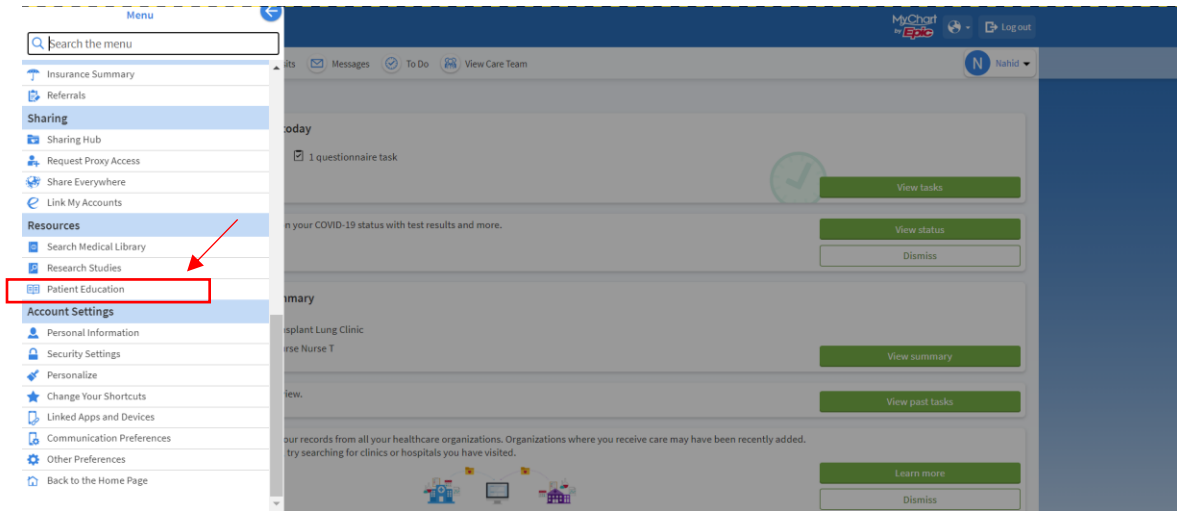 Menu
Search the menu
Insurance Summary
Referrals
Sharing
Sharing Hub
Request Proxy Access
Share Everywhere
Link My Accounts
Resources
Search Medical Library
Research Studies
Patient Education
Account Settings
Personal Information
Security Settings
Personalize
Change Your Shortcuts
Linked Apps and Devices
Communication Preferences
Other Preferences
Back to the Home Page
MyChart
by Epic
Log out
its Messages To Do View Care Team
N Nahid
today
1 questionnaire task
View tasks
n your COVID-19 status with test results and more.
View status
Dismiss
mmary
nsplant Lung Clinic
rse Nurse T
View summary
iew.
View past tasks
our records from all your healthcare organizations. Organizations where you receive care may have been recently added.
try searching for clinics or hospitals you have visited.
Learn more
Dismiss